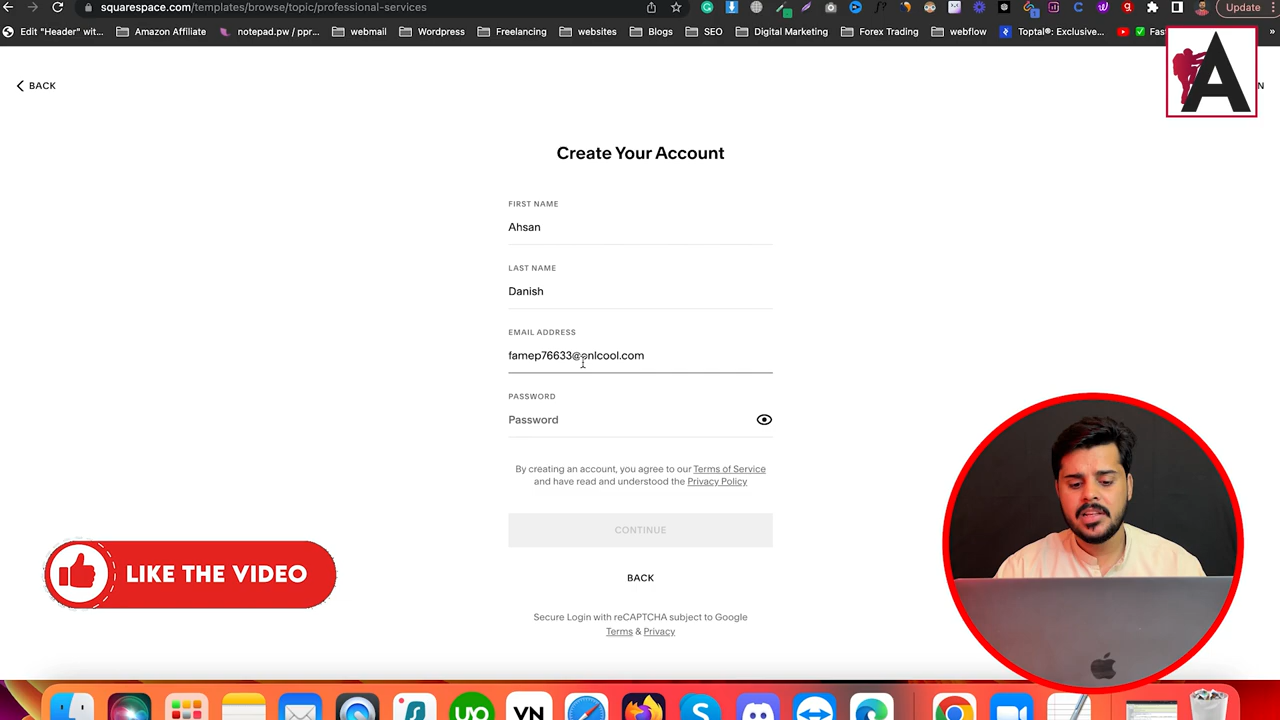 squarespace.com/templates/browse/topic/professional-services
Update
Edit "Header" wit...
Amazon Affiliate
notepad.pw / ppr...
webmail
Wordpress
Freelancing
websites
Blogs
SEO
Digital Marketing
Forex Trading
webflow
Toptal®: Exclusive...
A
BACK
Create Your Account
FIRST NAME
Ahsan
LAST NAME
Danish
EMAIL ADDRESS
PASSWORD
Password
By creating an account, you agree to our Terms of Service
and have read and understood the Privacy Policy
CONTINUE
LIKE THE VIDEO
BACK
Secure Login with reCAPTCHA subject to Google
Terms & Privacy
VN